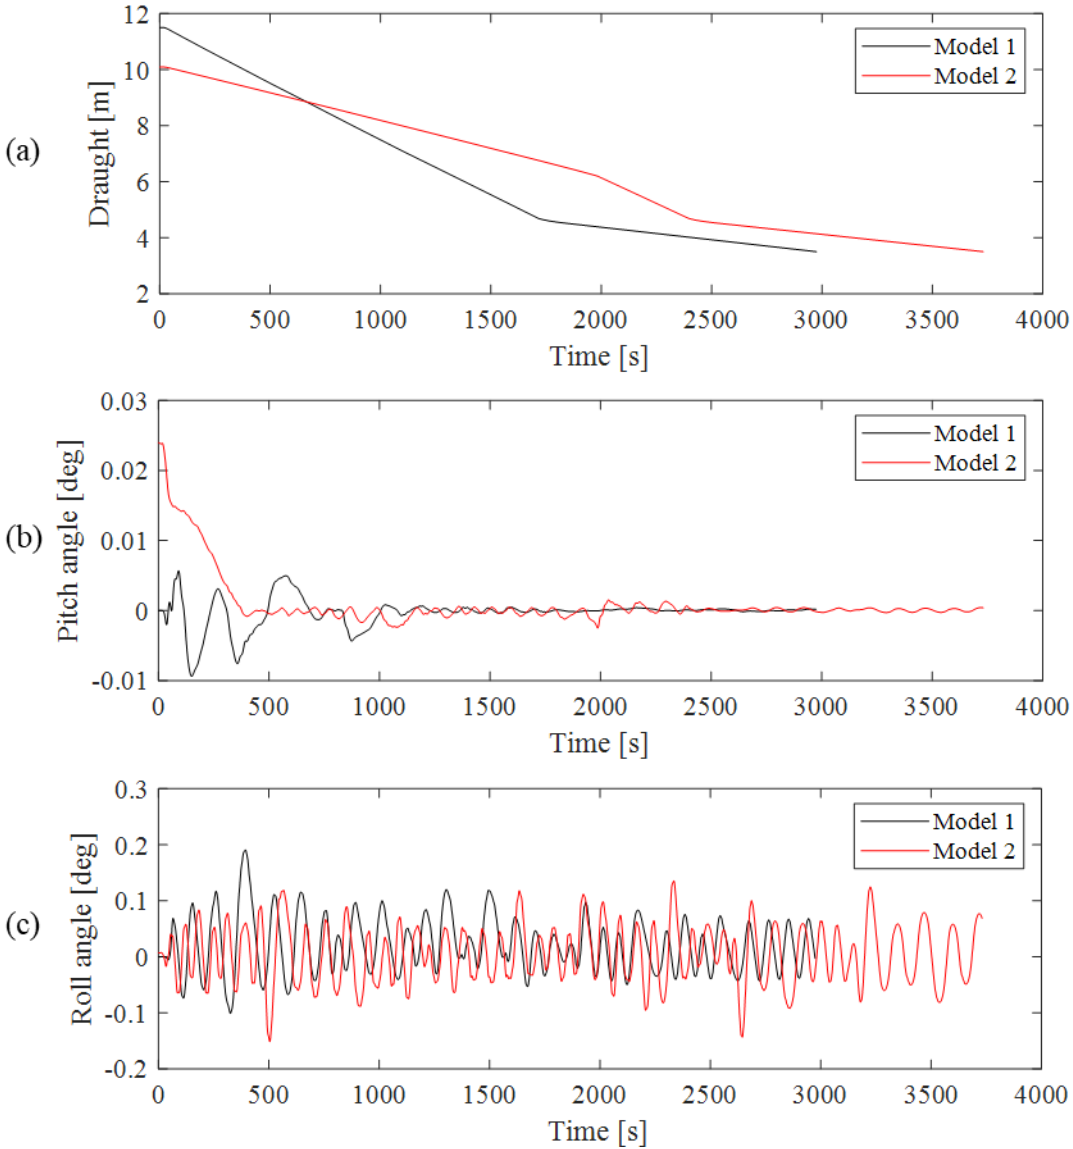 (a)
Draught [m]
12
10
8
6
4
2
Model 1
Model 2
0 500 1000 1500 2000 2500 3000 3500 4000
Time [s]
(b)
Pitch angle [deg]
0.03
0.02
0.01
0
-0.01
Model 1
Model 2
0 500 1000 1500 2000 2500 3000 3500 4000
Time [s]
(c)
Roll angle [deg]
0.3
0.2
0.1
0
-0.1
-0.2
Model 1
Model 2
0 500 1000 1500 2000 2500 3000 3500 4000
Time [s]